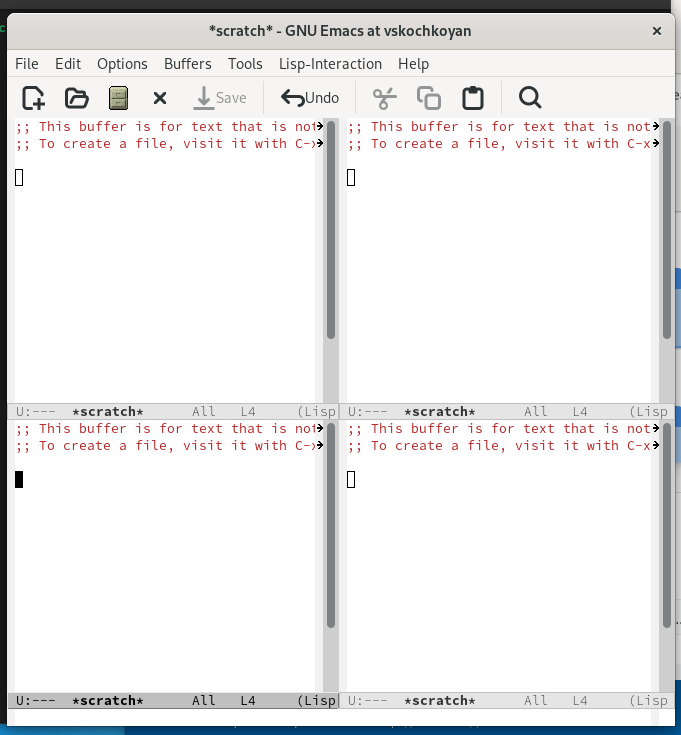 *scratch* - GNU Emacs at vskochkoyan
File Edit Options Buffers Tools Lisp-Interaction Help
Save Undo
;; This buffer is for text that is not
;; To create a file, visit it with C-x
;; This buffer is for text that is not
;; To create a file, visit it with C-x
U:--- *scratch* All L4 (Lisp
U:--- *scratch* All L4 (Lisp
;; This buffer is for text that is not
;; To create a file, visit it with C-x
;; This buffer is for text that is not
;; To create a file, visit it with C-x
U:--- *scratch* All L4 (Lisp
U:--- *scratch* All L4 (Lisp